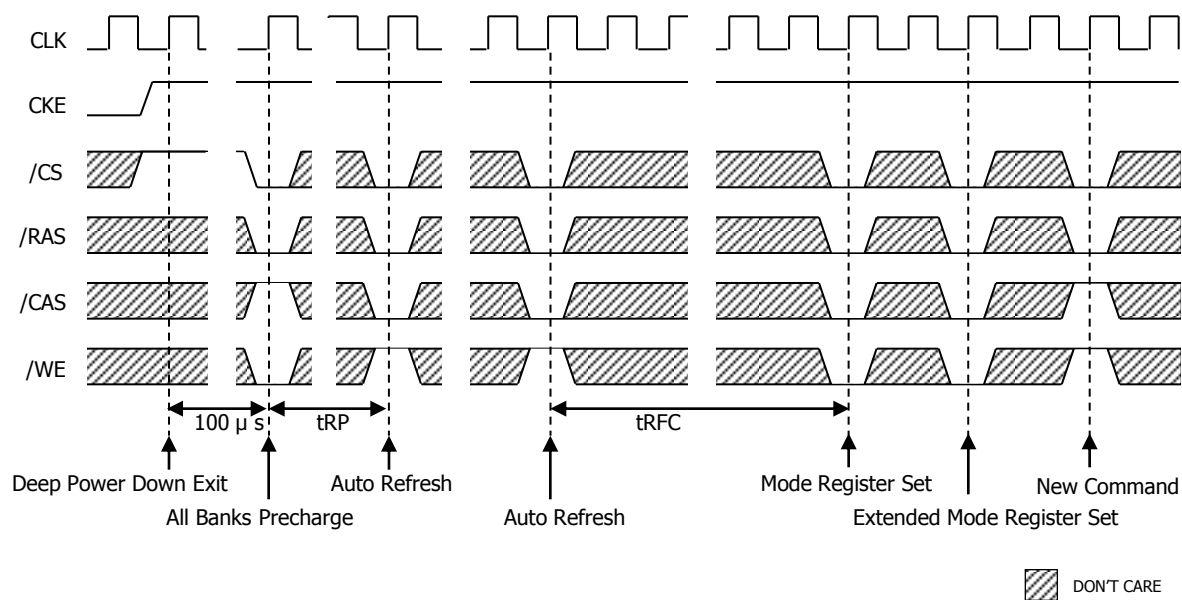 CLK
CKE
/CS
/RAS
/CAS
/WE
100 μ s
tRP
tRFC
Deep Power Down Exit
Auto Refresh
Mode Register Set
New Command
All Banks Precharge
Auto Refresh
Extended Mode Register Set
DON'T CARE